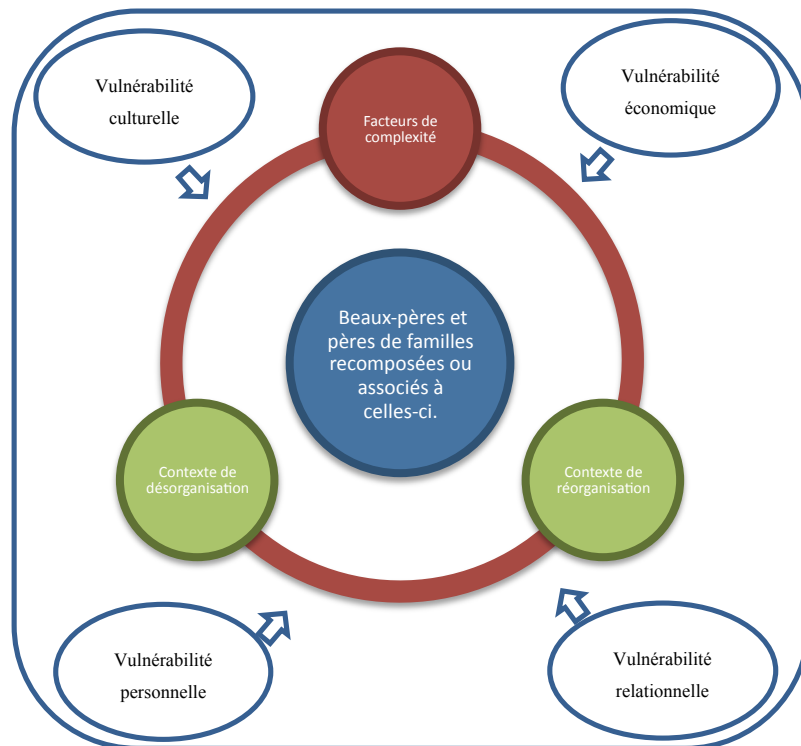 Vulnérabilité
culturelle
Facteurs de
complexité
Vulnérabilité
économique
Beaux-pères et
pères de familles
recomposées ou
associés à
celles-ci.
Contexte de
désorganisation
Contexte de
réorganisation
Vulnérabilité
personnelle
Vulnérabilité
relationnelle